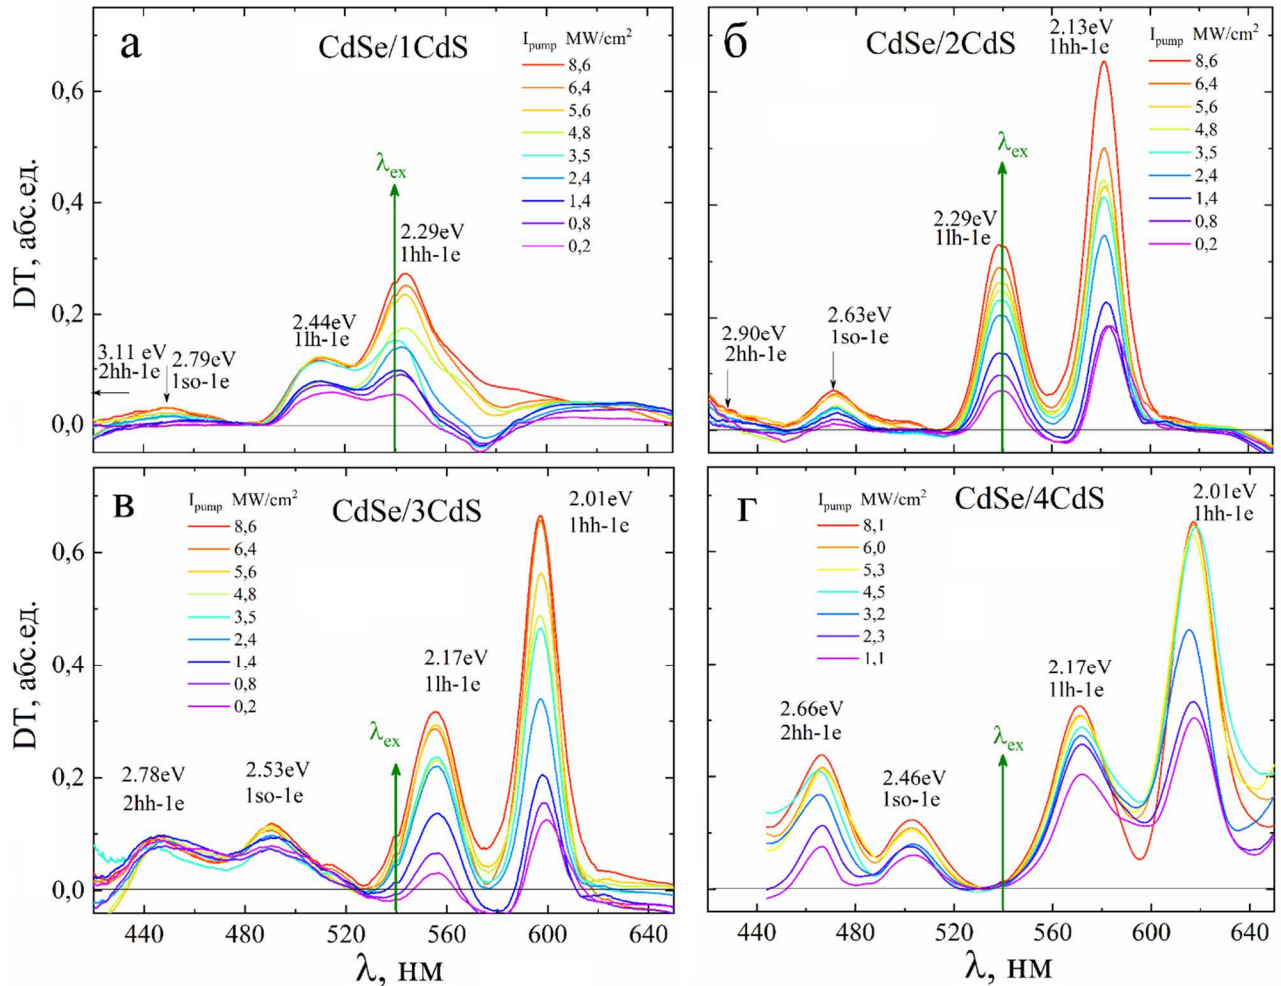 а
CdSe/1CdS
I_pump MW/cm²
8,6
6,4
5,6
4,8
3,5
2,4
1,4
0,8
0,2
λ_ex
2.29eV
1hh-1e
2.44eV
1lh-1e
3.11 eV
2hh-1e
2.79eV
1so-1e
DT, абс.ед.
0,6
0,4
0,2
0,0
б
CdSe/2CdS
2.13eV
1hh-1e
I_pump MW/cm²
8,6
6,4
5,6
4,8
3,5
2,4
1,4
0,8
0,2
λ_ex
2.29eV
1lh-1e
2.63eV
1so-1e
2.90eV
2hh-1e
в
CdSe/3CdS
I_pump MW/cm²
8,6
6,4
5,6
4,8
3,5
2,4
1,4
0,8
0,2
2.01eV
1hh-1e
2.17eV
1lh-1e
λ_ex
2.53eV
1so-1e
2.78eV
2hh-1e
DT, абс.ед.
0,6
0,4
0,2
0,0
440 480 520 560 600 640
λ, нм
г
CdSe/4CdS
I_pump MW/cm²
8,1
6,0
5,3
4,5
3,2
2,3
1,1
2.01eV
1hh-1e
2.17eV
1lh-1e
2.66eV
2hh-1e
2.46eV
1so-1e
λ_ex
440 480 520 560 600 640
λ, нм